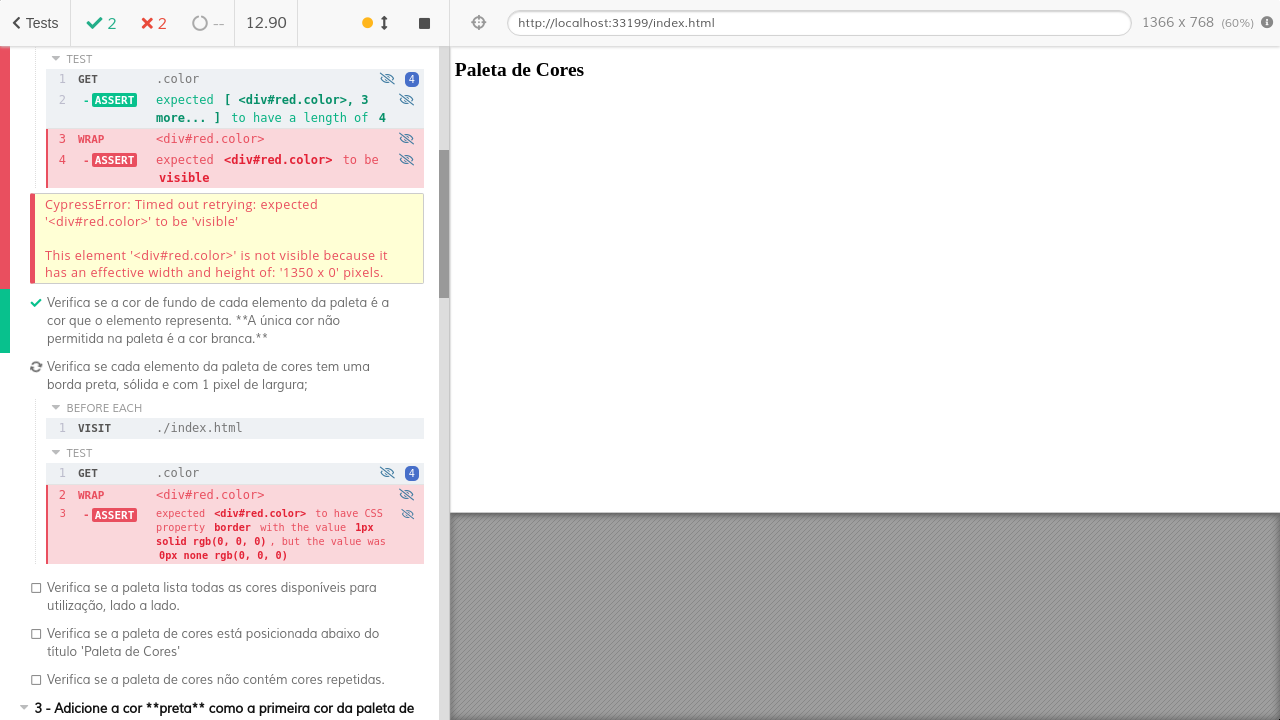 Tests
2
2
--
12.90
http://localhost:33199/index.html
1366 x 768 (60%)
TEST
1 GET .color 4
2 - ASSERT expected [ <div#red.color>, 3
more... ] to have a length of 4
3 WRAP <div#red.color>
4 - ASSERT expected <div#red.color> to be
visible
CypressError: Timed out retrying: expected
'<div#red.color>' to be 'visible'
This element '<div#red.color>' is not visible because it
has an effective width and height of: '1350 x 0' pixels.
Verifica se a cor de fundo de cada elemento da paleta é a
cor que o elemento representa. **A única cor não
permitida na paleta é a cor branca.**
Verifica se cada elemento da paleta de cores tem uma
borda preta, sólida e com 1 pixel de largura;
BEFORE EACH
1 VISIT ./index.html
TEST
1 GET .color 4
2 WRAP <div#red.color>
3 - ASSERT expected <div#red.color> to have CSS
property border with the value 1px
solid rgb(0, 0, 0), but the value was
0px none rgb(0, 0, 0)
Verifica se a paleta lista todas as cores disponíveis para
utilização, lado a lado.
Verifica se a paleta de cores está posicionada abaixo do
título 'Paleta de Cores'
Verifica se a paleta de cores não contém cores repetidas.
3 - Adicione a cor **preta** como a primeira cor da paleta de
Paleta de Cores